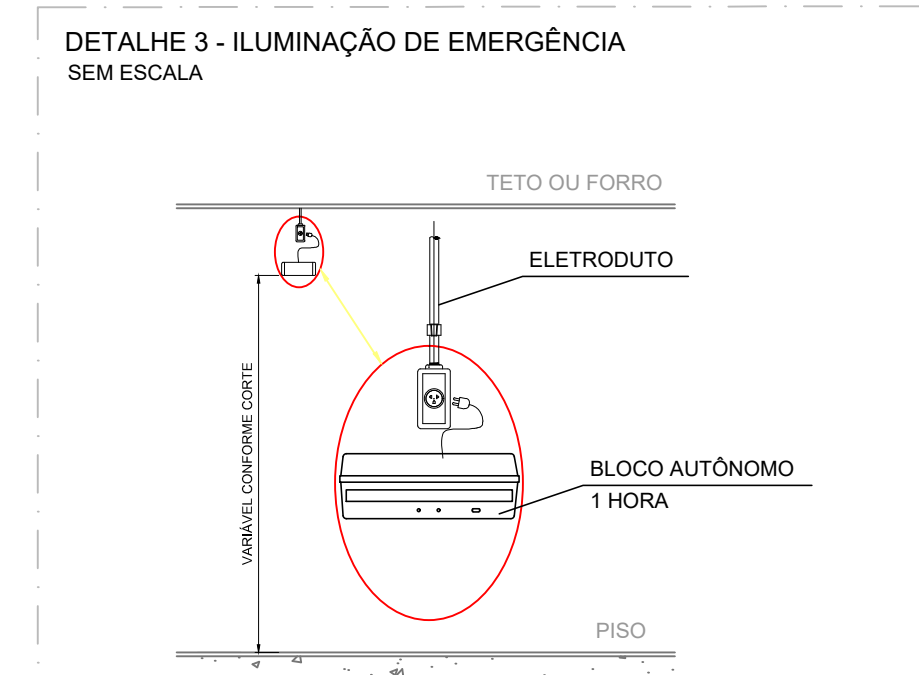 DETALHE 3 - ILUMINAÇÃO DE EMERGÊNCIA
SEM ESCALA
TETO OU FORRO
ELETRODUTO
VARIÁVEL CONFORME CORTE
BLOCO AUTÔNOMO
1 HORA
PISO